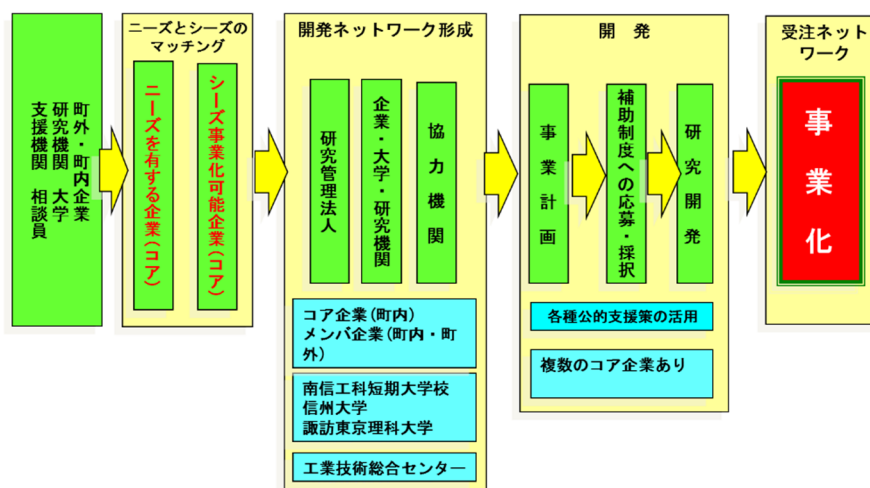 町外・町内企業
研究機関 大学
支援機関 相談員
ニーズとシーズの
マッチング
ニーズを有する企業(コア)
シーズ事業化可能企業(コア)
開発ネットワーク形成
研究管理法人
企業・大学・研究機関
協力機関
コア企業(町内)
メンバ企業(町内・町
外)
南信工科短期大学校
信州大学
諏訪東京理科大学
工業技術総合センター
開 発
事業計画
補助制度への応募・採択
研究開発
各種公的支援策の活用
複数のコア企業あり
受注ネット
ワーク
事業化